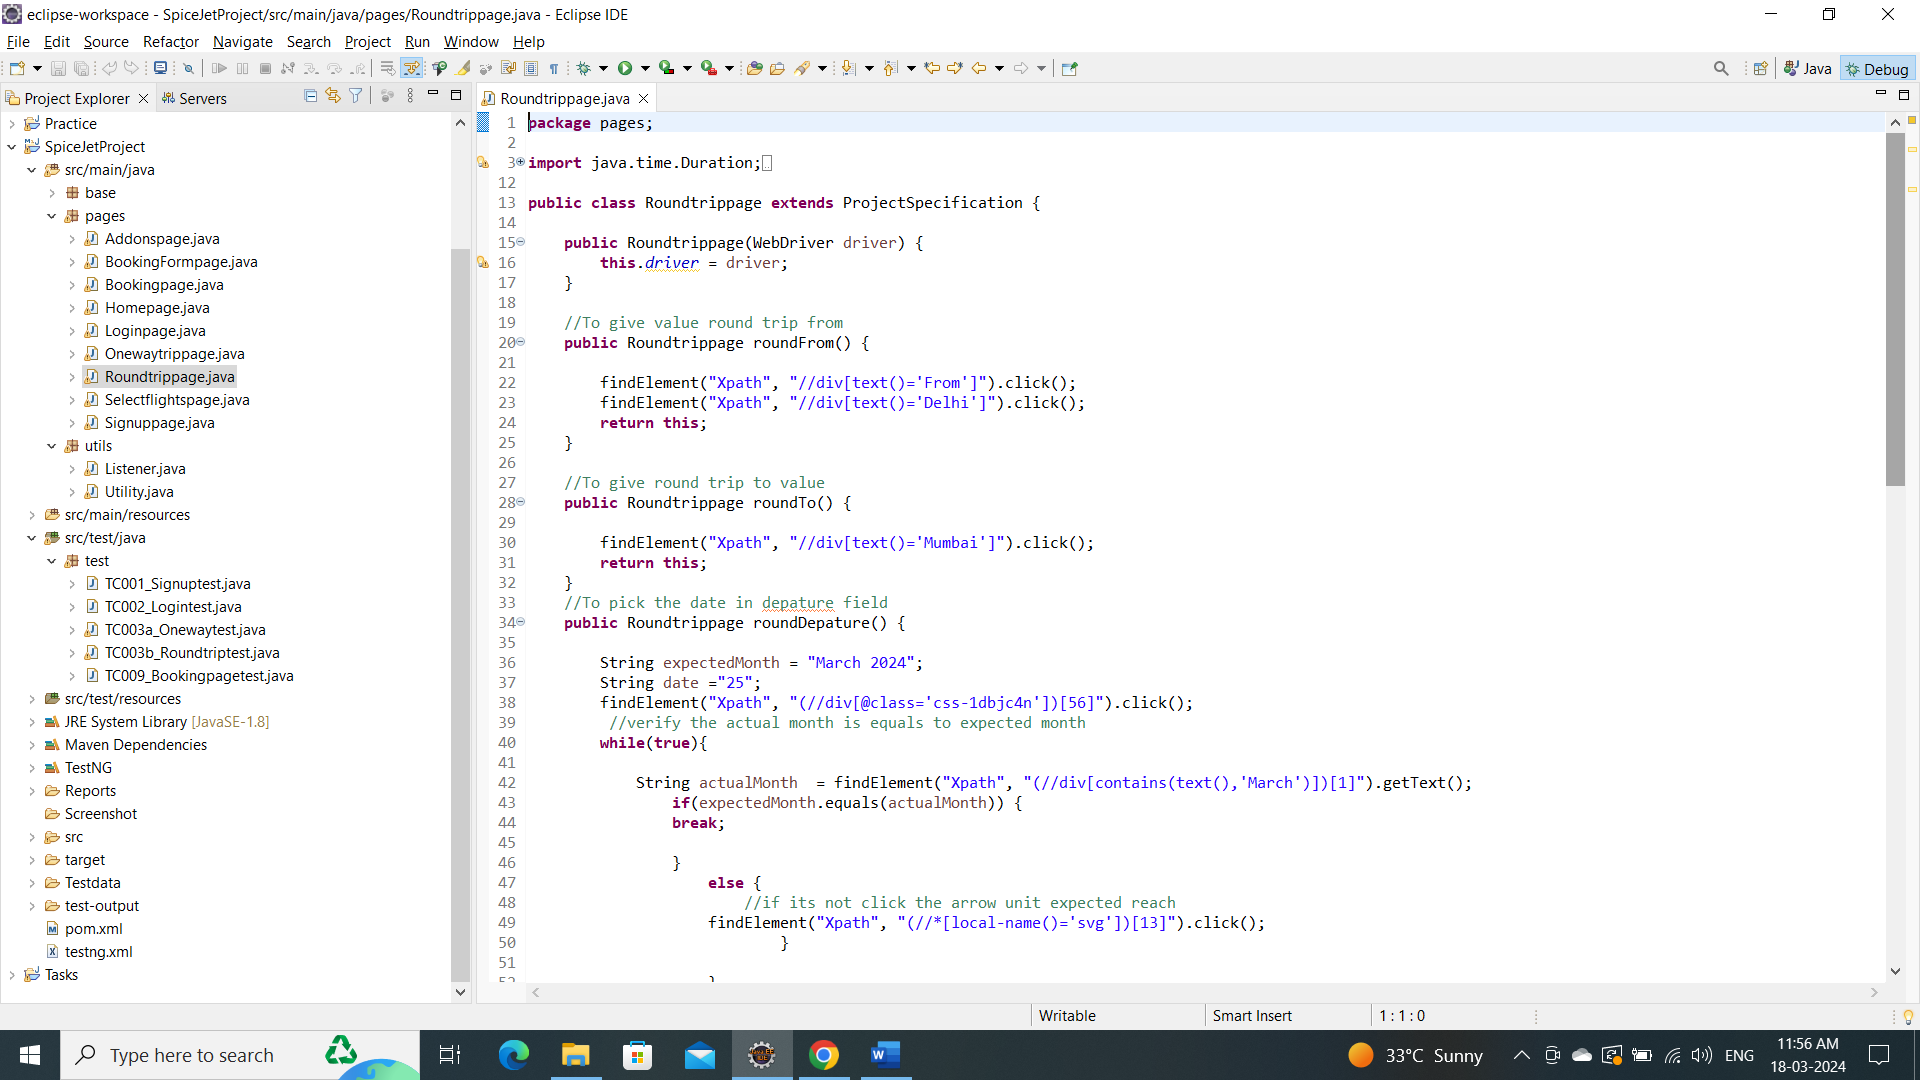 eclipse-workspace - SpiceJetProject/src/main/java/pages/Roundtrippage.java - Eclipse IDE
File Edit Source Refactor Navigate Search Project Run Window Help
Java Debug
Project Explorer Servers
Practice
SpiceJetProject
src/main/java
base
pages
Addonspage.java
BookingFormpage.java
Bookingpage.java
Homepage.java
Loginpage.java
Onewaytrippage.java
Roundtrippage.java
Selectflightspage.java
Signuppage.java
utils
Listener.java
Utility.java
src/main/resources
src/test/java
test
TC001_Signuptest.java
TC002_Logintest.java
TC003a_Onewaytest.java
TC003b_Roundtriptest.java
TC009_Bookingpagetest.java
src/test/resources
JRE System Library [JavaSE-1.8]
Maven Dependencies
TestNG
Reports
Screenshot
src
target
Testdata
test-output
pom.xml
testng.xml
Tasks
Roundtrippage.java
1 package pages;
2
3 import java.time.Duration;
12
13 public class Roundtrippage extends ProjectSpecification {
14
15 public Roundtrippage(WebDriver driver) {
16 this.driver = driver;
17 }
18
19 //To give value round trip from
20 public Roundtrippage roundFrom() {
21
22 findElement("Xpath", "//div[text()='From']").click();
23 findElement("Xpath", "//div[text()='Delhi']").click();
24 return this;
25 }
26
27 //To give round trip to value
28 public Roundtrippage roundTo() {
29
30 findElement("Xpath", "//div[text()='Mumbai']").click();
31 return this;
32 }
33 //To pick the date in depature field
34 public Roundtrippage roundDepature() {
35
36 String expectedMonth = "March 2024";
37 String date ="25";
38 findElement("Xpath", "(//div[@class='css-1dbjc4n'])[56]").click();
39 //verify the actual month is equals to expected month
40 while(true){
41
42 String actualMonth  = findElement("Xpath", "(//div[contains(text(),'March')])[1]").getText();
43 if(expectedMonth.equals(actualMonth)) {
44 break;
45
46 }
47 else {
48 //if its not click the arrow unit expected reach
49 findElement("Xpath", "(//*[local-name()='svg'])[13]").click();
50 }
51
Writable Smart Insert 1 : 1 : 0
Type here to search
33°C Sunny
ENG
11:56 AM
18-03-2024